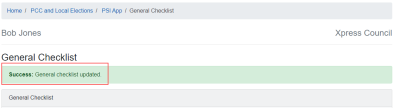 Home / PCC and Local Elections / PSI App / General Checklist
Bob Jones Xpress Council
General Checklist
Success: General checklist updated.
General Checklist